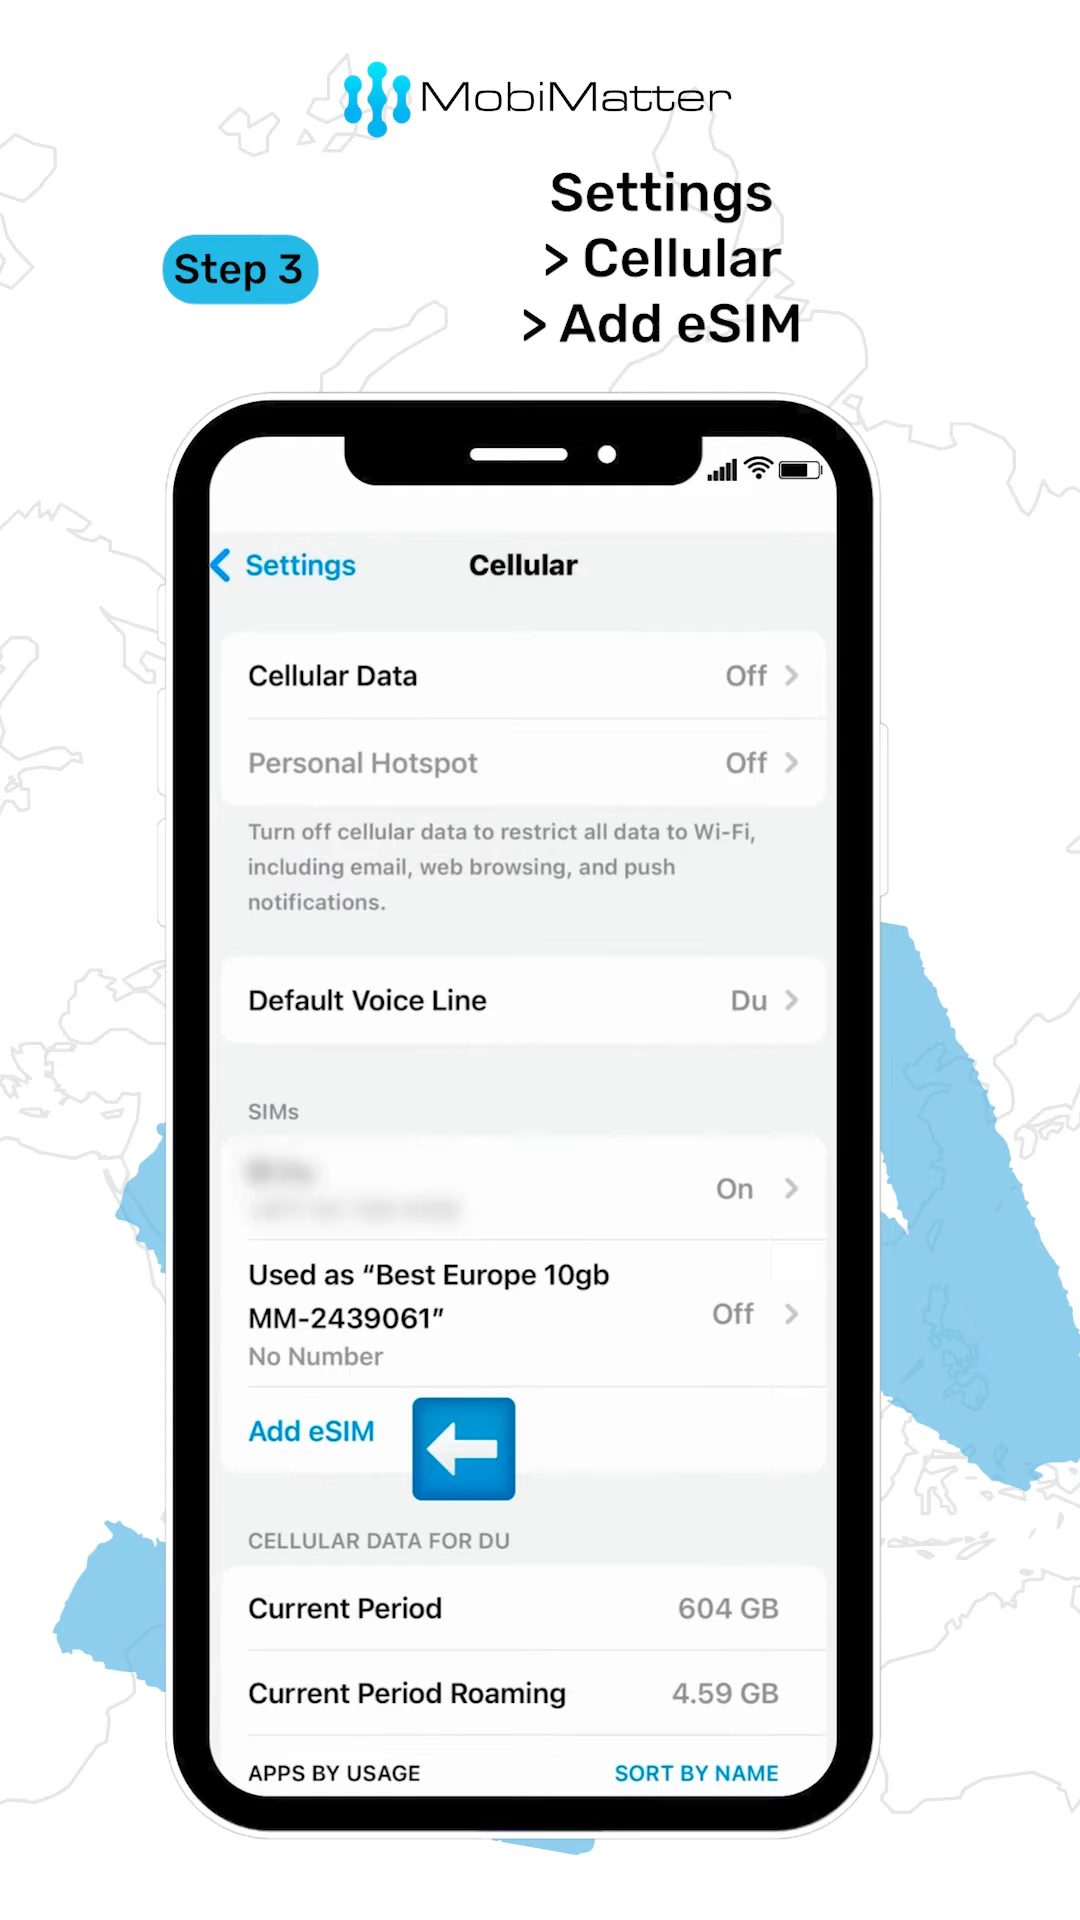 MobiMatter
Settings
> Cellular
> Add eSIM
Step 3
Settings
Cellular
Cellular Data
Off
Personal Hotspot
Off
Turn off cellular data to restrict all data to Wi-Fi,
including email, web browsing, and push
notifications.
Default Voice Line
Du
SIMs
On
Used as “Best Europe 10gb
MM-2439061”
Off
No Number
Add eSIM
CELLULAR DATA FOR DU
Current Period
604 GB
Current Period Roaming
4.59 GB
APPS BY USAGE
SORT BY NAME